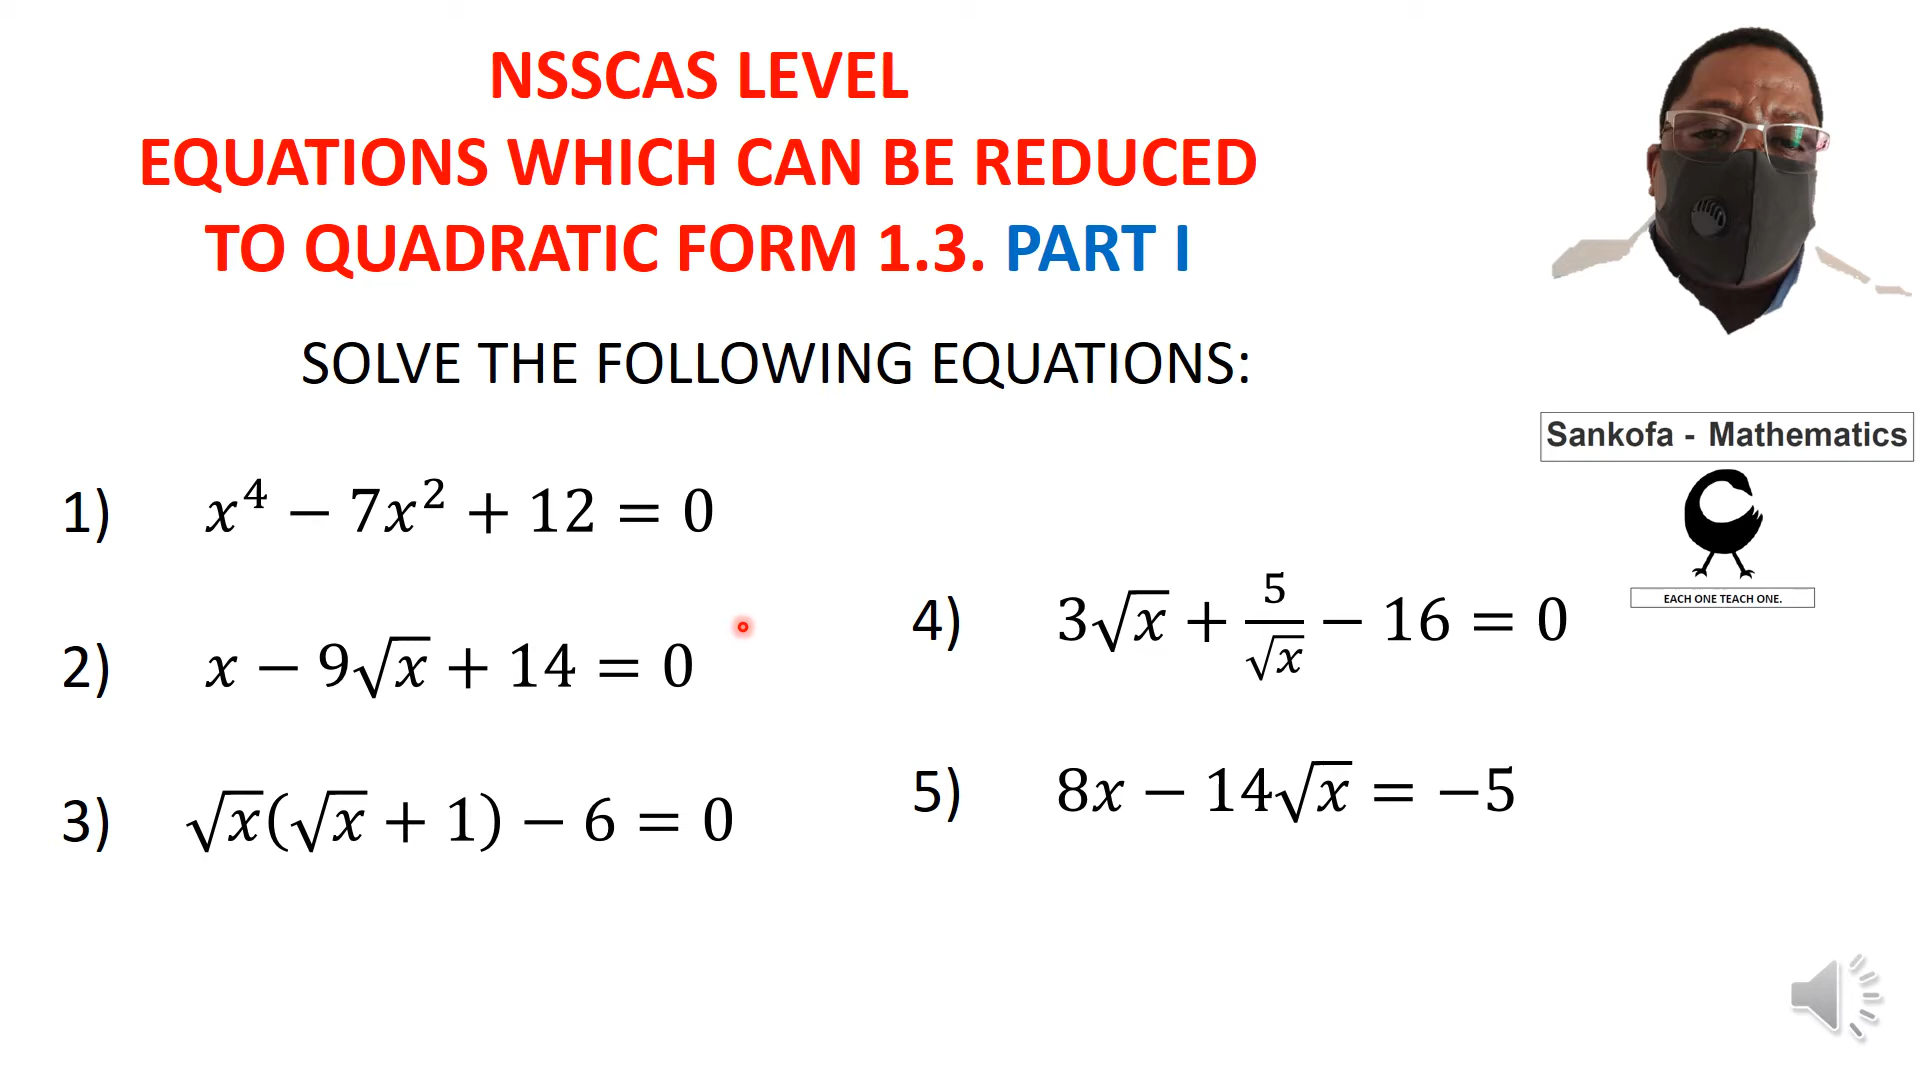 NSSCAS LEVEL
EQUATIONS WHICH CAN BE REDUCED
TO QUADRATIC FORM 1.3. PART I
SOLVE THE FOLLOWING EQUATIONS:
Sankofa - Mathematics
EACH ONE TEACH ONE.
1) x⁴ − 7x² + 12 = 0
2) x − 9√x + 14 = 0
3) √x(√x + 1) − 6 = 0
4) 3√x + 5/√x − 16 = 0
5) 8x − 14√x = −5